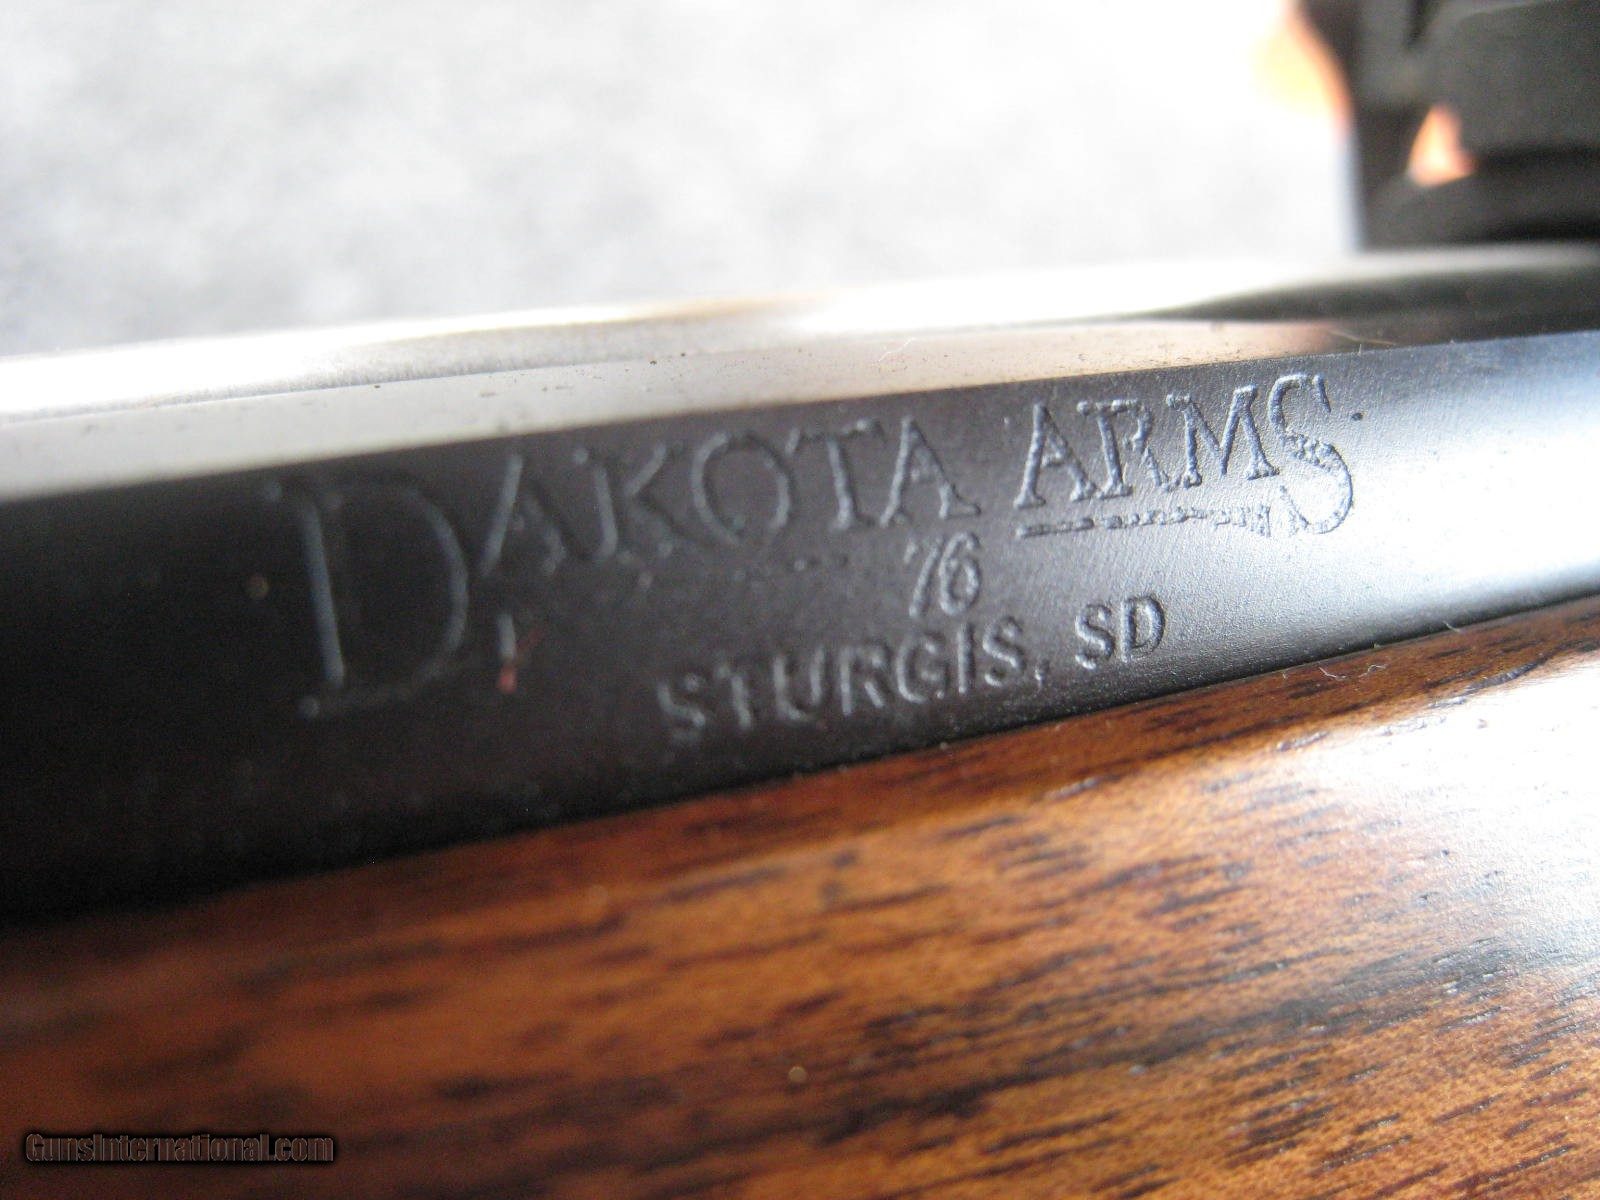 DAKOTA ARMS
76
STURGIS, SD
GunsInternational.com